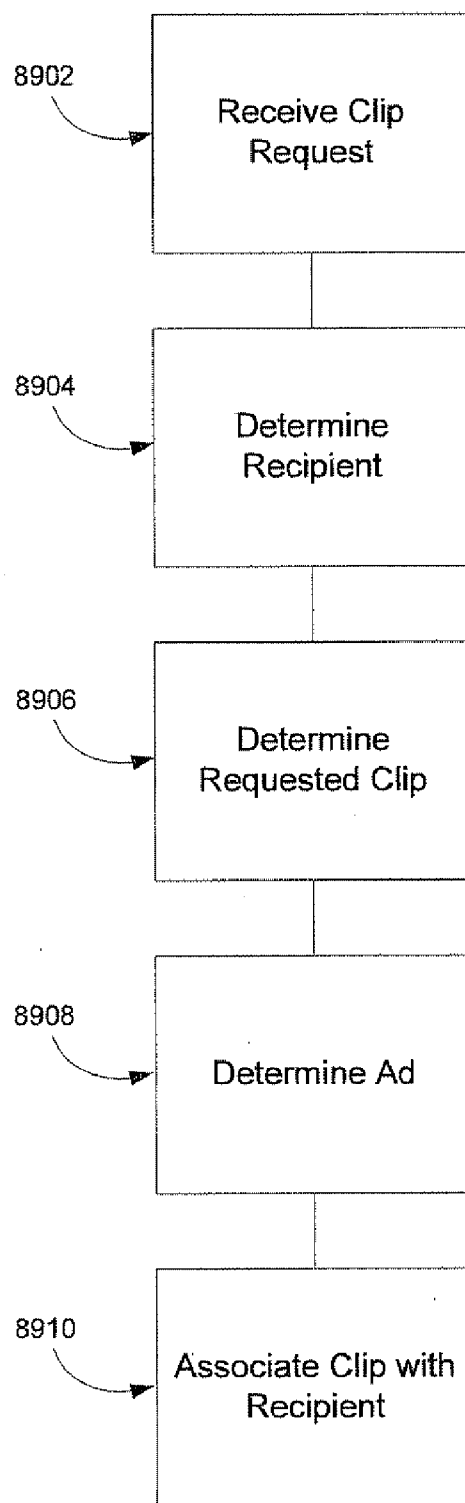 8902
Receive Clip
Request
8904
Determine
Recipient
8906
Determine
Requested Clip
8908
Determine Ad
8910
Associate Clip with
Recipient